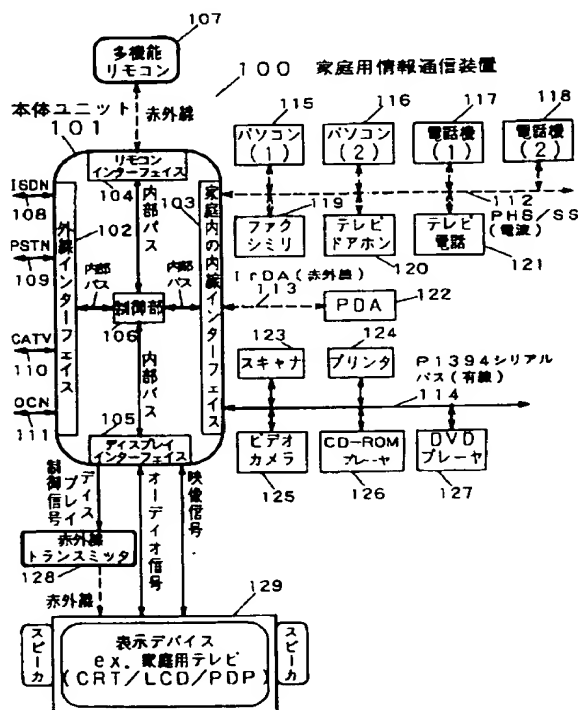 107
多機能
リモコン
100 家庭用情報通信装置
本体ユニット
101
赤外線
115
116
117
118
パソコン
(1)
パソコン
(2)
電話機
(1)
電話機
(2)
リモコン
インターフェイス
104
103
ISDN
108
102
外線インターフェイス
内部バス
家庭内の内線インターフェイス
112
PHS/SS
(電波)
119
ファク
シミリ
テレビ
ドアホン
120
テレビ
電話
121
PSTN
109
内部
バス
内部バス
制御部
106
IrDA(赤外線)
113
PDA
122
CATV
110
内部バス
123
スキャナ
124
プリンタ
P1394シリアル
バス(有線)
114
OCN
111
105
ディスプレイ
インターフェイス
ビデオ
カメラ
125
CD-ROM
プレーヤ
126
DVD
プレーヤ
127
ディスプレイ
制御信号
オーディオ信号
映像信号
赤外線
トランスミッタ
128
赤外線
129
スピーカ
表示デバイス
ex. 家庭用テレビ
(CRT/LCD/PDP)
スピーカ